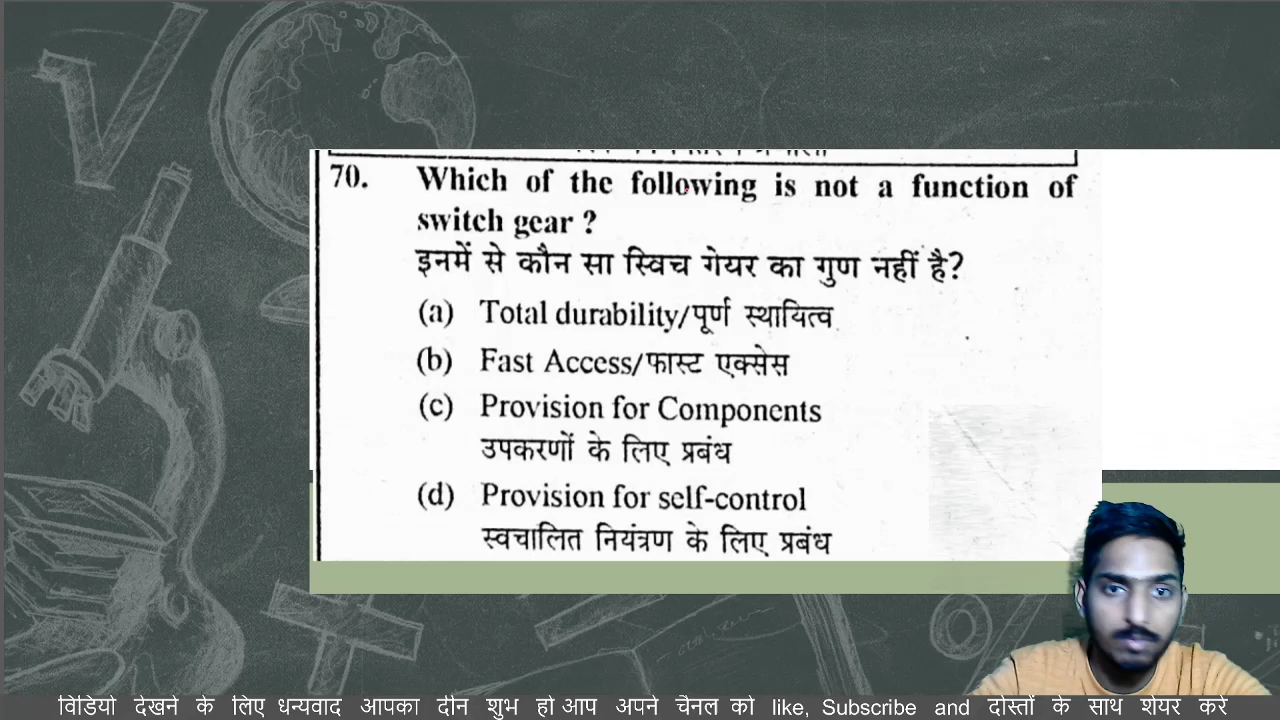 70. Which of the following is not a function of
switch gear ?
इनमें से कौन सा स्विच गेयर का गुण नहीं है?
(a) Total durability/पूर्ण स्थायित्व
(b) Fast Access/फास्ट एक्सेस
(c) Provision for Components
उपकरणों के लिए प्रबंध
(d) Provision for self-control
स्वचालित नियंत्रण के लिए प्रबंध
विडियो देखने के लिए धन्यवाद आपका दीन शुभ हो आप अपने चैनल को like, Subscribe and दोस्तों के साथ शेयर करें